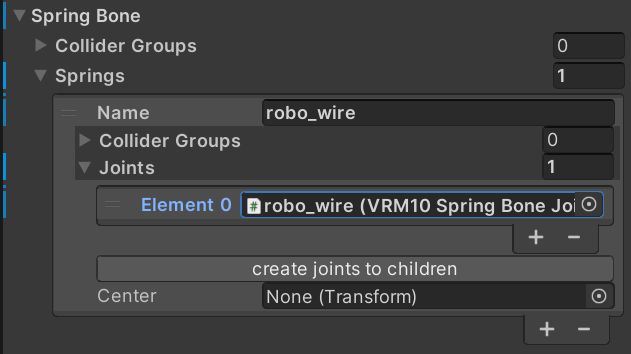 Spring Bone
Collider Groups 0
Springs 1
Name robo_wire
Collider Groups 0
Joints 1
Element 0 robo_wire (VRM10 Spring Bone Joi
+ −
create joints to children
Center None (Transform)
+ −